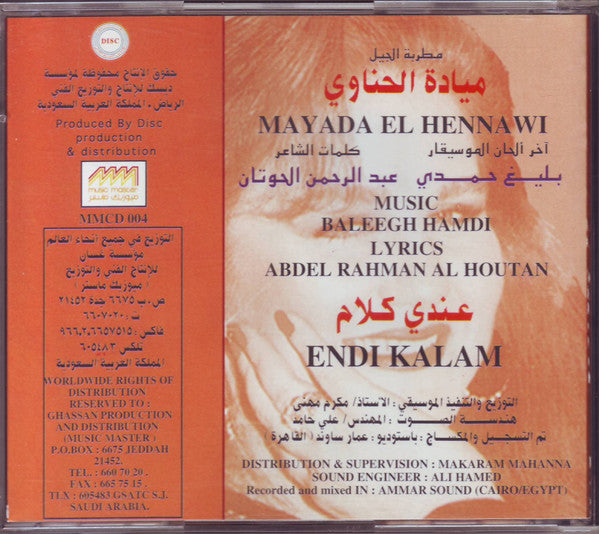 DISC
حقوق الانتاج محفوظة لمؤسسة
ديسك للانتاج والتوزيع الفني
الرياض ـ المملكة العربية السعودية
Produced By Disc
production
& distribution
music master
ميوزيك ماستر
MMCD 004
التوزيع في جميع انحاء العالم
مؤسسة غسان
للإنتاج الفني والتوزيع
( ميوزيك ماستر )
ص . ب ٦٦٧٥ جدة ٢١٤٥٢
ت : ٦٦٠٧٠٢٠
فاكس : ٩٦٦،٢،٦٦٥٧٥١٥
تلكس ٦٠٥٤٨٣
المملكة العربية السعودية
WORLDWIDE RIGHTS OF
DISTRIBUTION
RESERVED TO :
GHASSAN PRODUCTION
AND DISTRIBUTION
(MUSIC MASTER )
P.O.BOX : 6675 JEDDAH
21452.
TEL. : 660 70 20 .
FAX : 665 75 15 .
TLX : 605483 GSATC S.J.
SAUDI ARABIA.
مطربة الجيل
ميادة الحناوي
MAYADA EL HENNAWI
آخر ألحان الموسيقار كلمات الشاعر
بليغ حمدي عبد الرحمن الحوتان
MUSIC
BALEEGH HAMDI
LYRICS
ABDEL RAHMAN AL HOUTAN
عندي كلام
ENDI KALAM
التوزيع والتنفيذ الموسيقي : الاستاذ/ مكرم مهنى
هندسة الصوت : المهندس/ علي حامد
تم التسجيل والمكساج : باستوديو : عمار ساوند ( القاهرة )
DISTRIBUTION & SUPERVISION : MAKARAM MAHANNA
SOUND ENGINEER : ALI HAMED
Recorded and mixed IN : AMMAR SOUND (CAIRO/EGYPT)